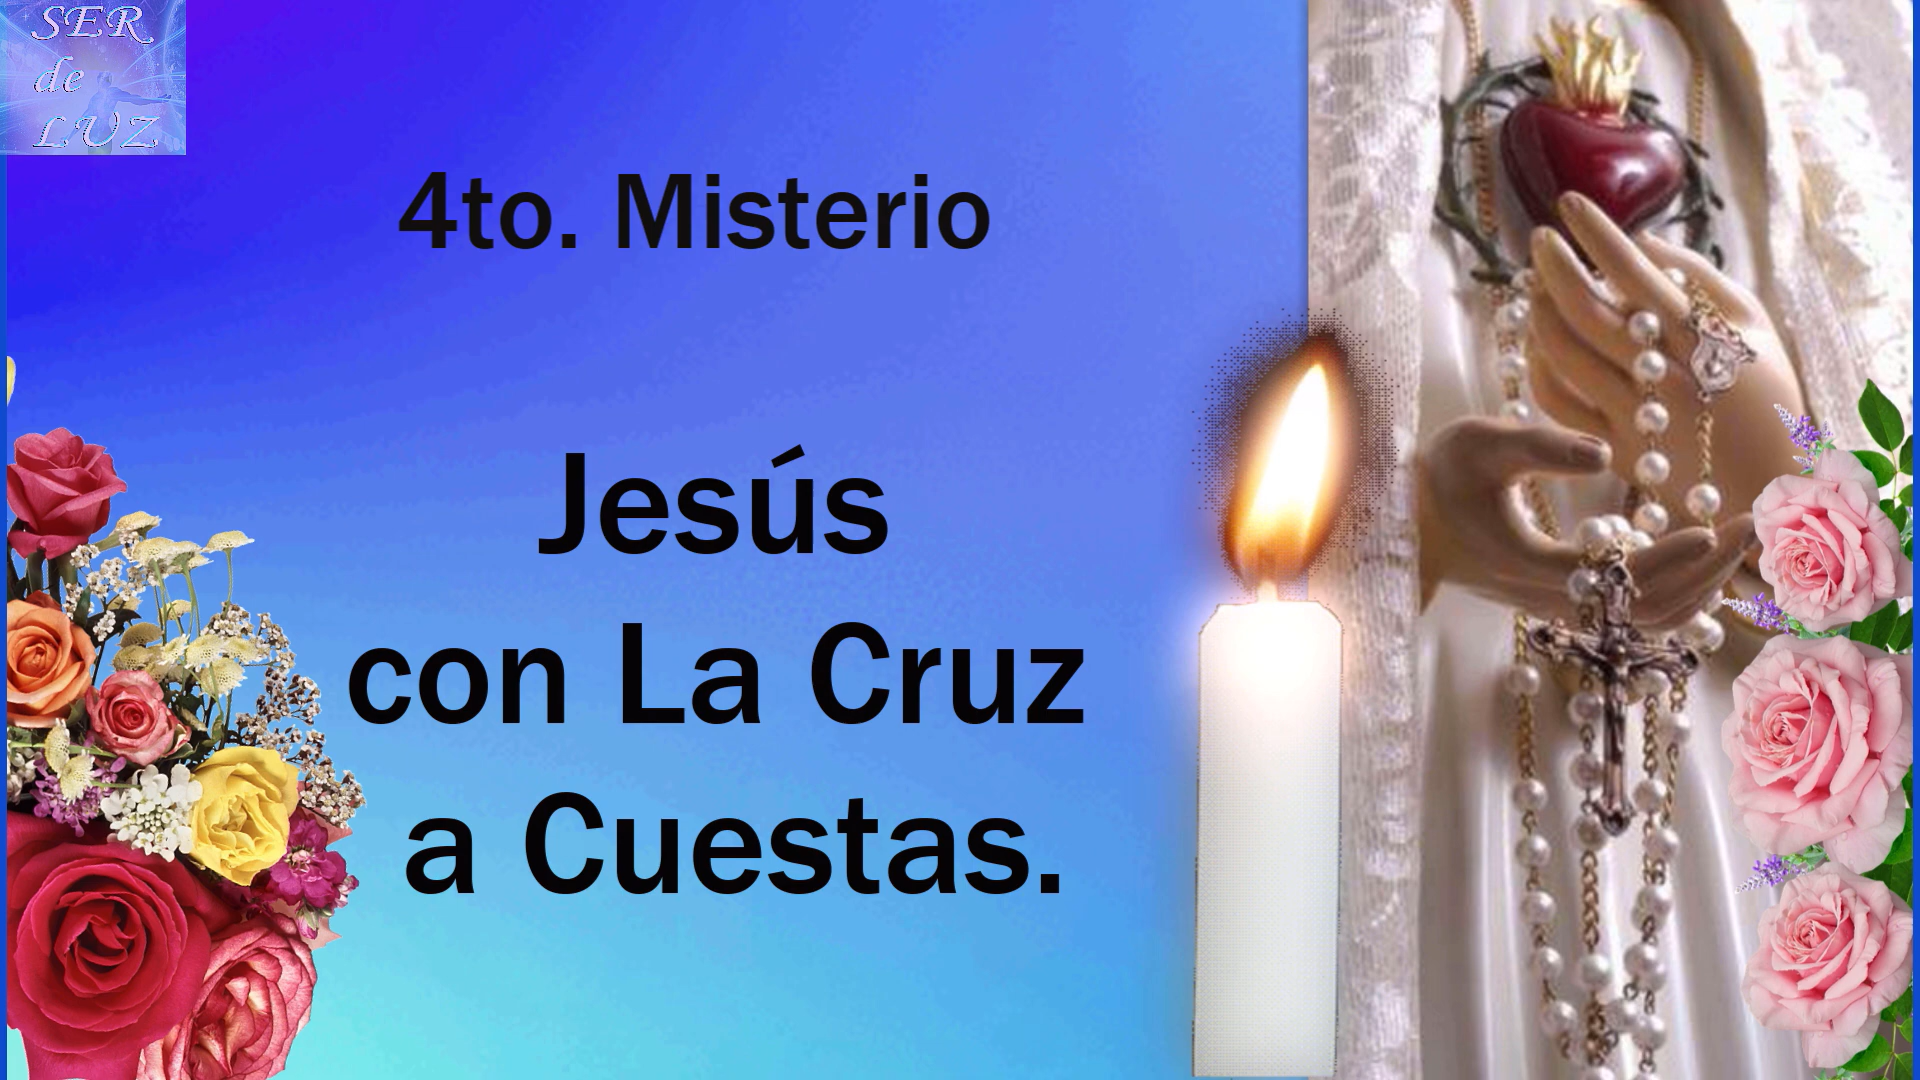 SER
de
LUZ
4to. Misterio
Jesús
con La Cruz
a Cuestas.